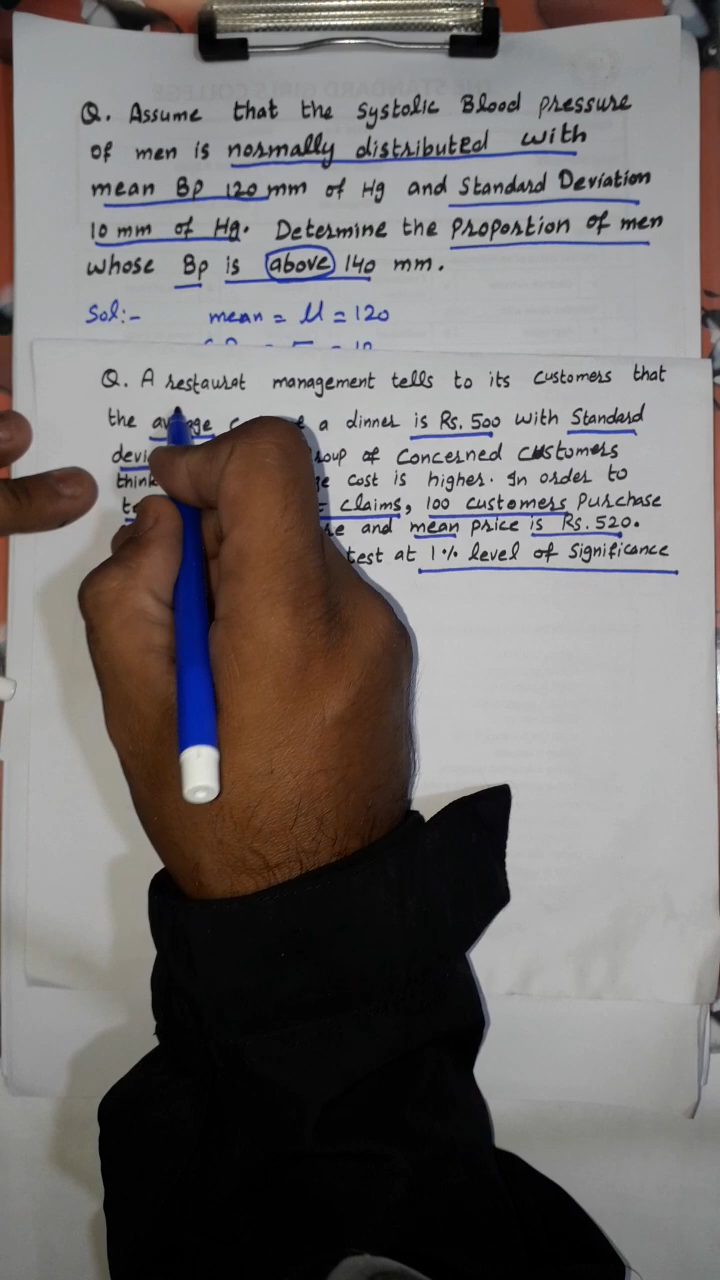 Q. Assume that the Systolic Blood pressure
of men is normally distributed with
mean Bp 120 mm of Hg and Standard Deviation
10 mm of Hg. Determine the Proportion of men
whose Bp is above 140 mm.
Sol:- mean = μ = 120
Q. A restaurat management tells to its customers that
the a dinner is Rs. 500 with Standard
of Concerned customers
think cost is higher. In order to
claims, 100 customers Purchase
and mean price is Rs. 520.
test at 1% level of Significance